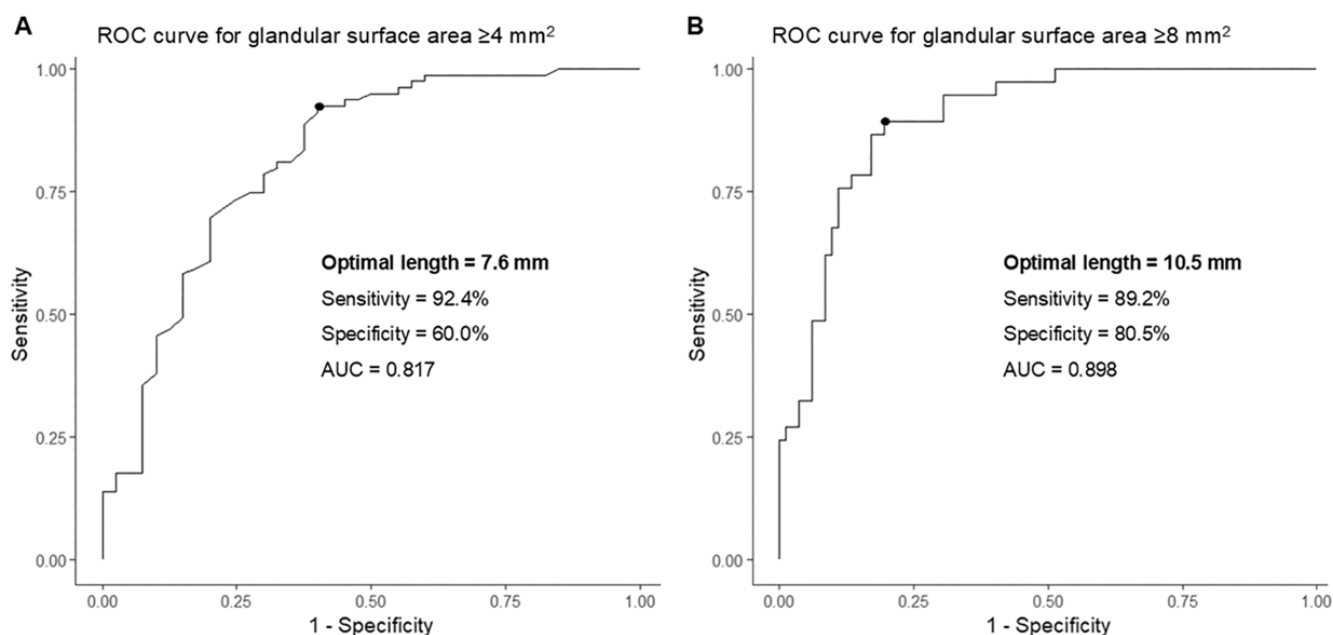 A
ROC curve for glandular surface area ≥4 mm²
1.00
0.75
0.50
0.25
0.00
Sensitivity
Optimal length = 7.6 mm
Sensitivity = 92.4%
Specificity = 60.0%
AUC = 0.817
0.00 0.25 0.50 0.75 1.00
1 - Specificity
B
ROC curve for glandular surface area ≥8 mm²
1.00
0.75
0.50
0.25
0.00
Sensitivity
Optimal length = 10.5 mm
Sensitivity = 89.2%
Specificity = 80.5%
AUC = 0.898
0.00 0.25 0.50 0.75 1.00
1 - Specificity